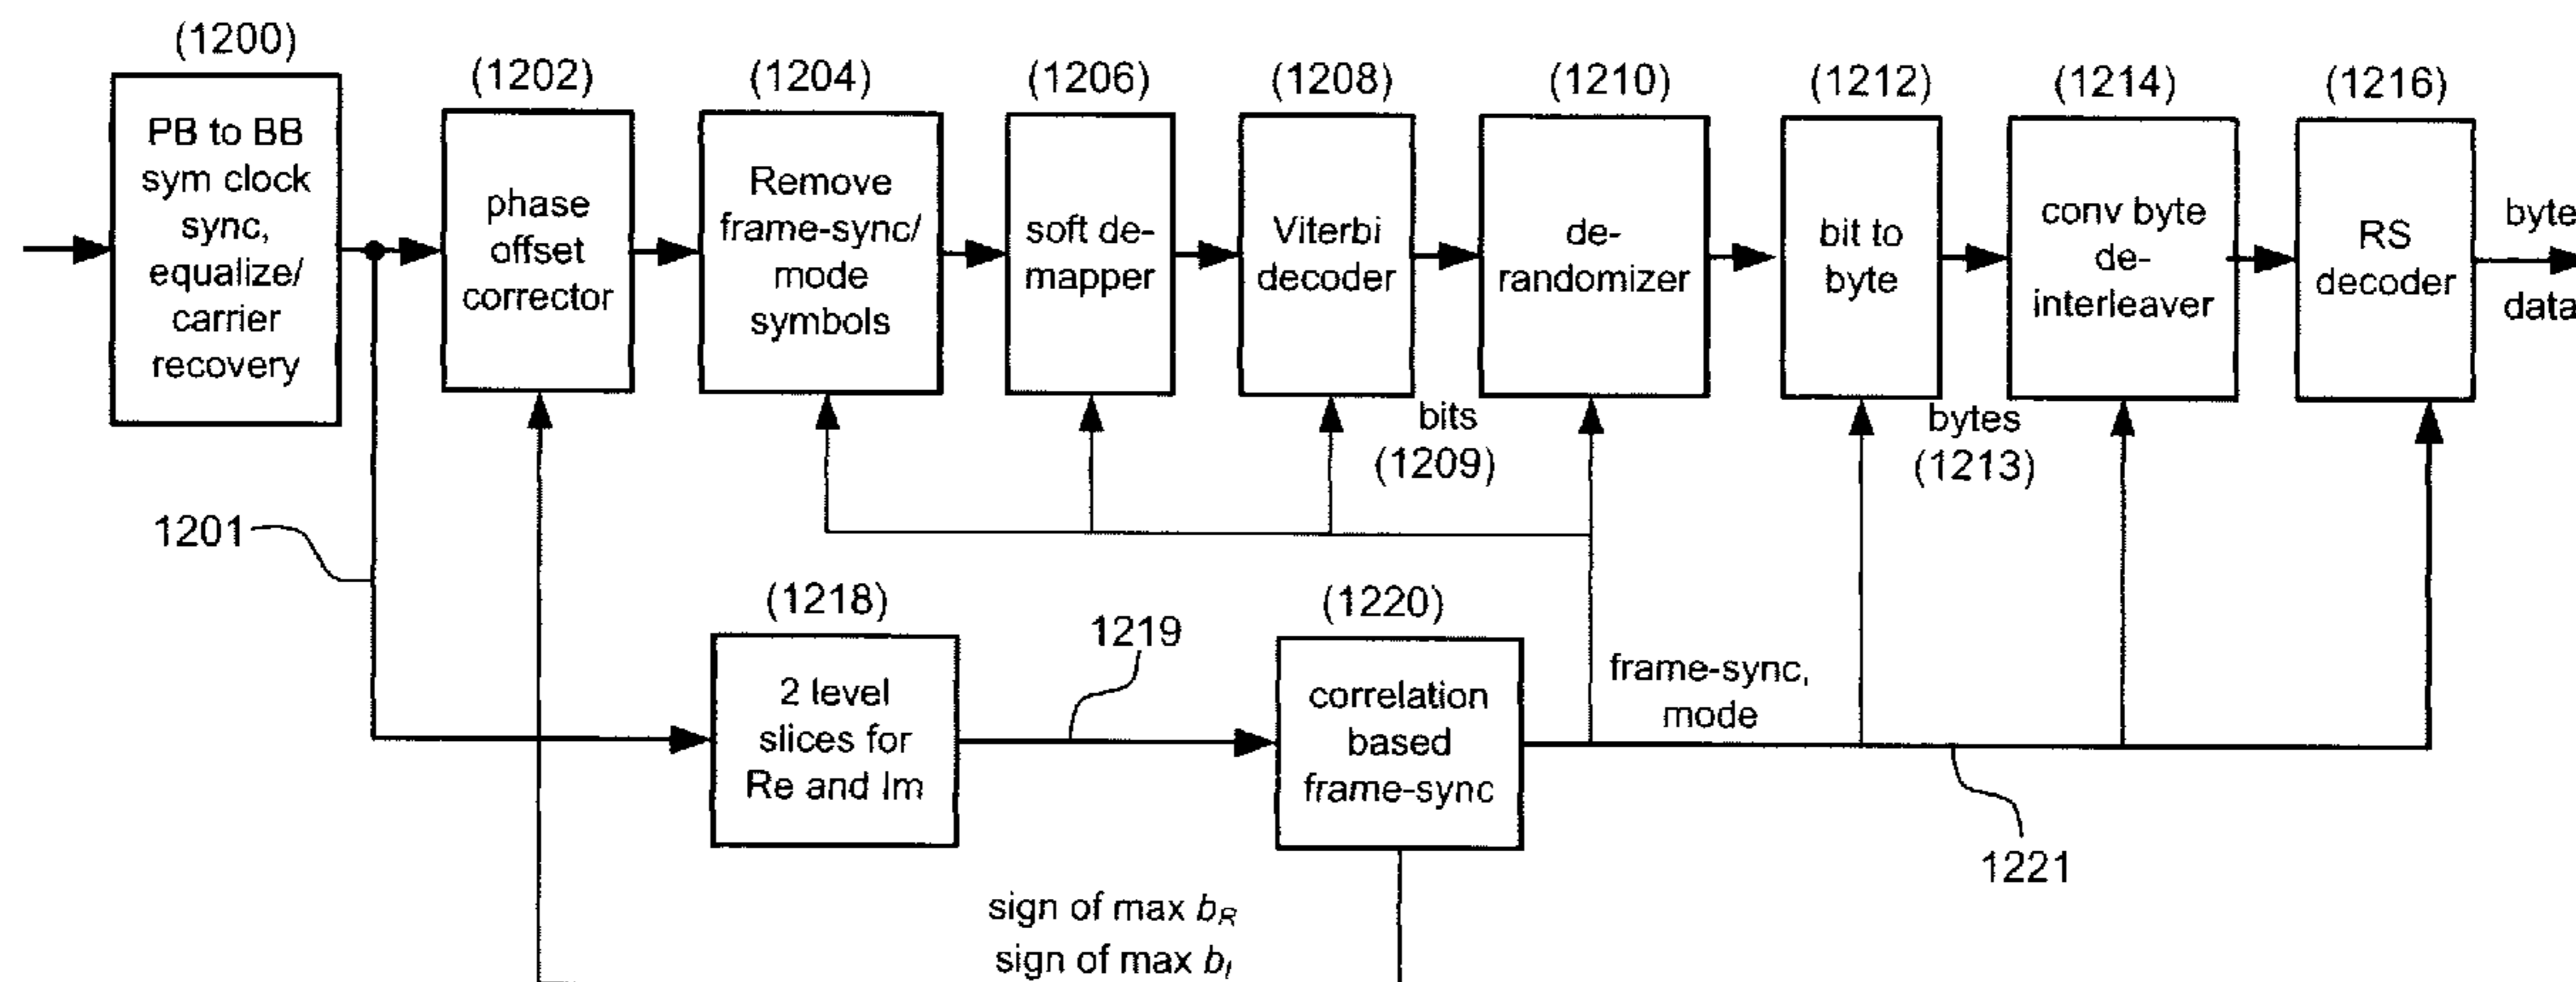 (1200)
PB to BB
sym clock
sync,
equalize/
carrier
recovery
(1202)
phase
offset
corrector
(1204)
Remove
frame-sync/
mode
symbols
(1206)
soft de-
mapper
(1208)
Viterbi
decoder
bits
(1209)
(1210)
de-
randomizer
(1212)
bit to
byte
bytes
(1213)
(1214)
conv byte
de-
interleaver
(1216)
RS
decoder
byte
data
1201
(1218)
2 level
slices for
Re and Im
1219
(1220)
correlation
based
frame-sync
frame-sync,
mode
1221
sign of max b_R
sign of max b_I